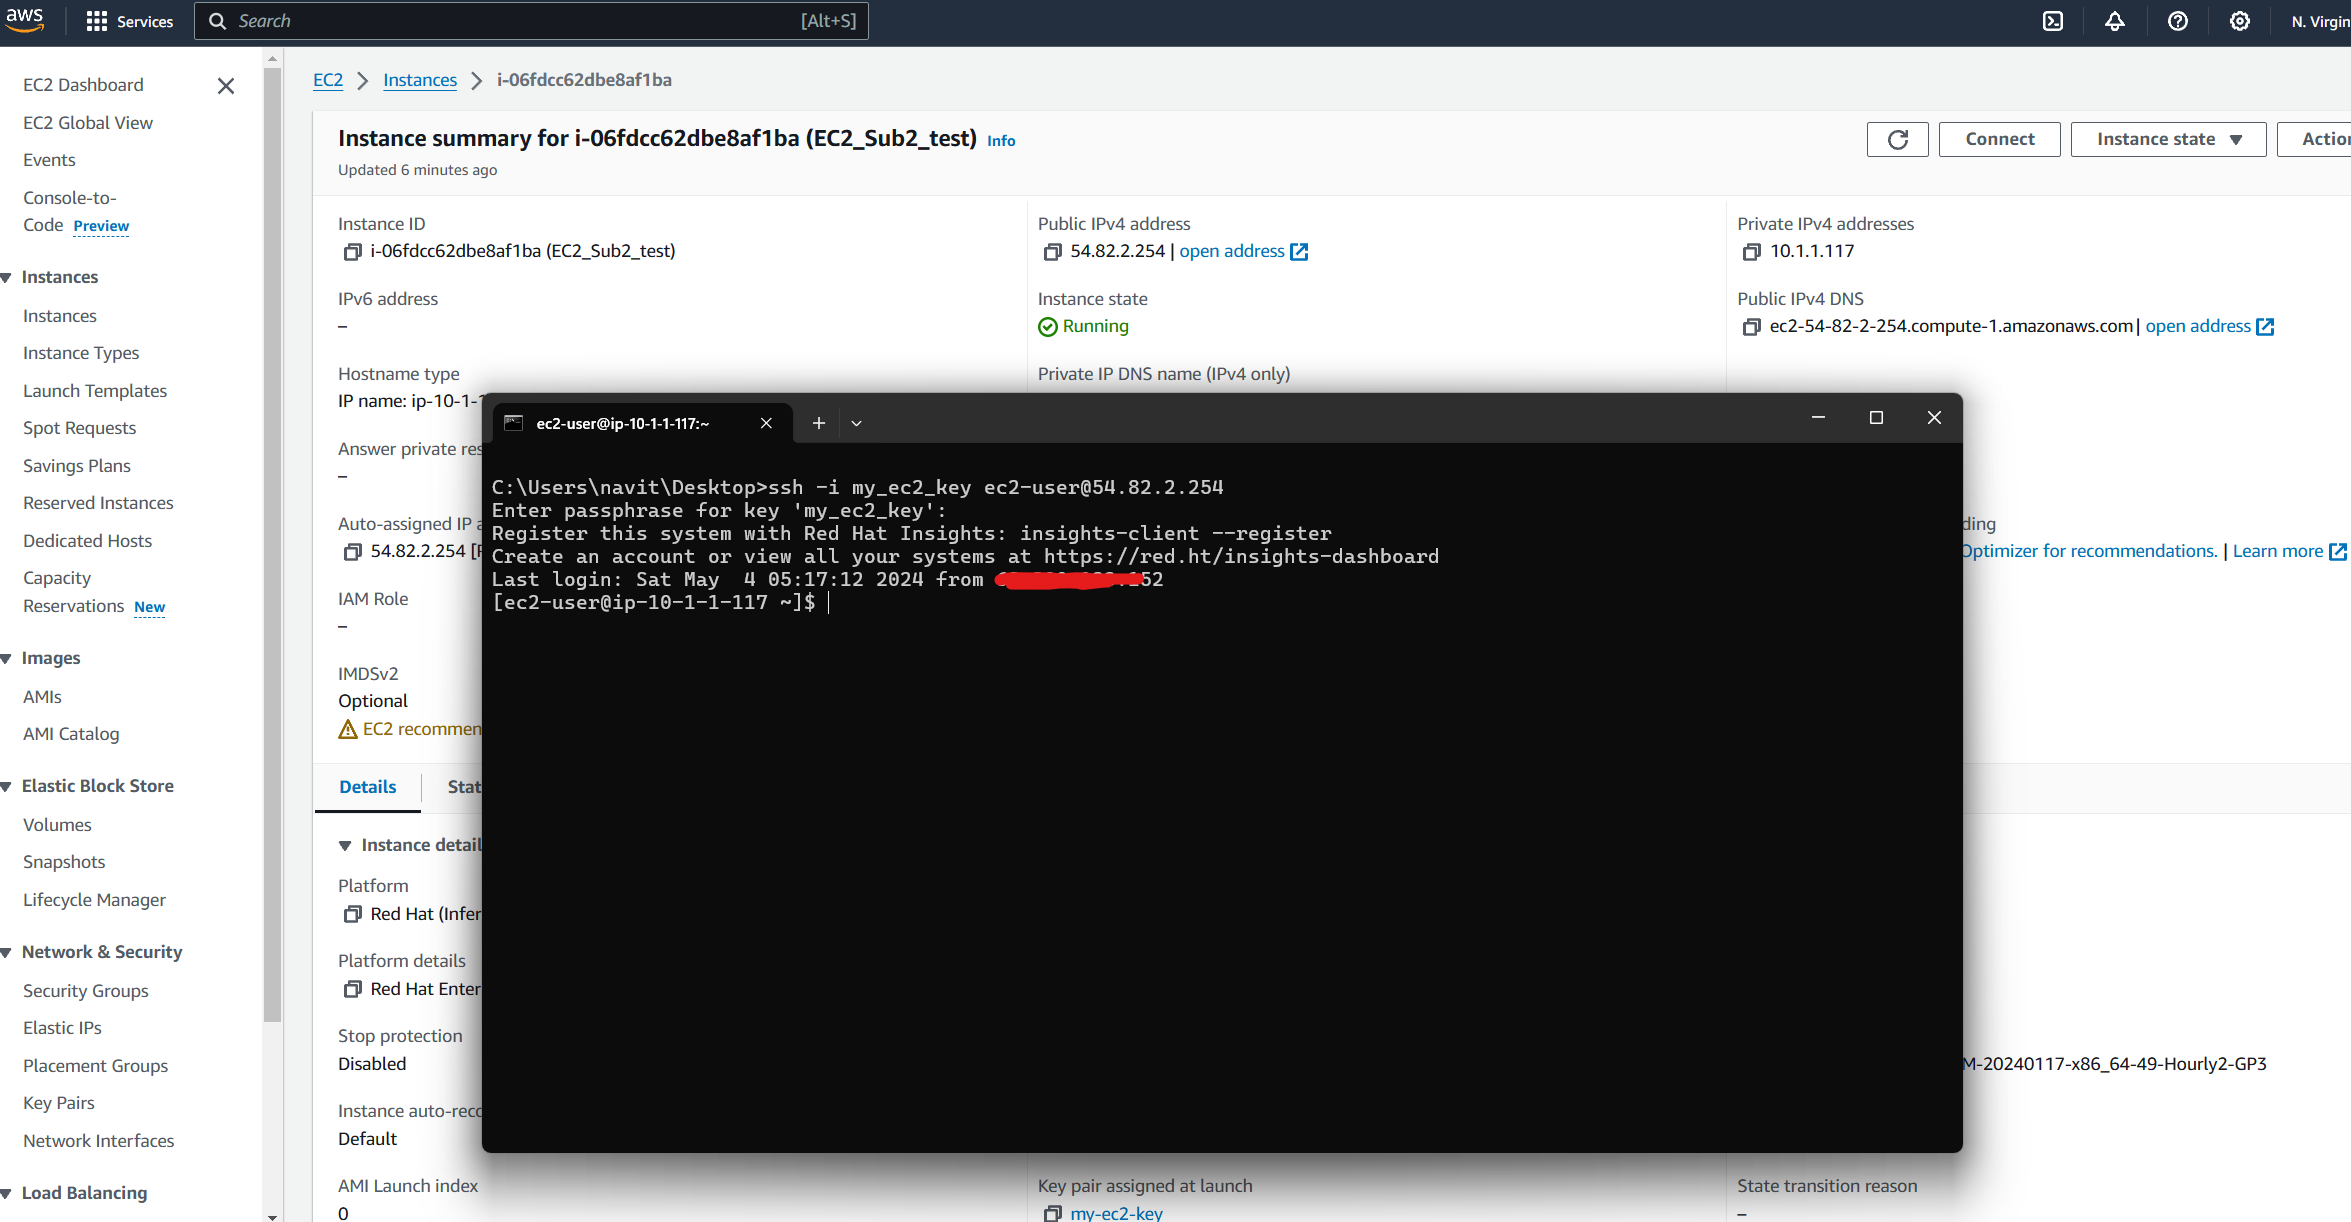 aws
Services
Search
[Alt+S]
N. Virgin
EC2 Dashboard
EC2 Global View
Events
Console-to-
Code Preview
Instances
Instances
Instance Types
Launch Templates
Spot Requests
Savings Plans
Reserved Instances
Dedicated Hosts
Capacity
Reservations New
Images
AMIs
AMI Catalog
Elastic Block Store
Volumes
Snapshots
Lifecycle Manager
Network & Security
Security Groups
Elastic IPs
Placement Groups
Key Pairs
Network Interfaces
Load Balancing
EC2 > Instances > i-06fdcc62dbe8af1ba
Instance summary for i-06fdcc62dbe8af1ba (EC2_Sub2_test) Info
Updated 6 minutes ago
Connect
Instance state
Action
Instance ID
i-06fdcc62dbe8af1ba (EC2_Sub2_test)
Public IPv4 address
54.82.2.254 | open address
Private IPv4 addresses
10.1.1.117
IPv6 address
–
Instance state
Running
Public IPv4 DNS
ec2-54-82-2-254.compute-1.amazonaws.com | open address
Hostname type
IP name: ip-10-1-1
Private IP DNS name (IPv4 only)
Answer private res
–
Auto-assigned IP a
54.82.2.254 [P
ding
Optimizer for recommendations. | Learn more
IAM Role
–
IMDSv2
Optional
EC2 recommen
ec2-user@ip-10-1-1-117:~
C:\Users\navit\Desktop>ssh -i my_ec2_key ec2-user@54.82.2.254
Enter passphrase for key 'my_ec2_key':
Register this system with Red Hat Insights: insights-client --register
Create an account or view all your systems at https://red.ht/insights-dashboard
Last login: Sat May  4 05:17:12 2024 from
[ec2-user@ip-10-1-1-117 ~]$
Details
Stat
Instance detail
Platform
Red Hat (Infer
Platform details
Red Hat Enter
Stop protection
Disabled
M-20240117-x86_64-49-Hourly2-GP3
Instance auto-reco
Default
AMI Launch index
0
Key pair assigned at launch
my-ec2-key
State transition reason
–